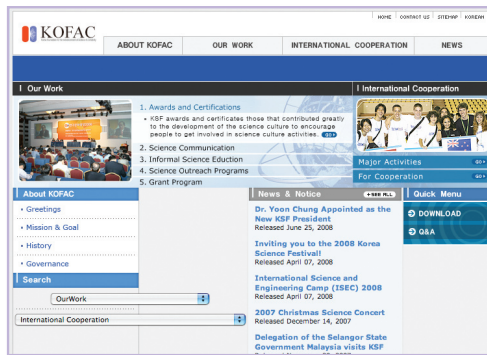 HOME CONTACT US SITEMAP KOREAN
KOFAC
ABOUT KOFAC OUR WORK INTERNATIONAL COOPERATION NEWS
Our Work
1. Awards and Certifications
• KSF awards and certificates those that contributed greatly
to the development of the science culture to encourage
people to get involved in science culture activities. GO
2. Science Communication
3. Informal Science Eduction
4. Science Outreach Programs
5. Grant Program
International Cooperation
Major Activities GO
For Cooperation GO
About KOFAC
• Greetings
• Mission & Goal
• History
• Governance
Search
OurWork
International Cooperation
News & Notice +SEE ALL
Dr. Yoon Chung Appointed as the
New KSF President
Released June 25, 2008
Inviting you to the 2008 Korea
Science Festival!
Released April 07, 2008
International Science and
Engineering Camp (ISEC) 2008
Released April 07, 2008
2007 Christmas Science Concert
Released December 14, 2007
Delegation of the Selangor State
Government Malaysia visits KSF
Quick Menu
DOWNLOAD
Q&A